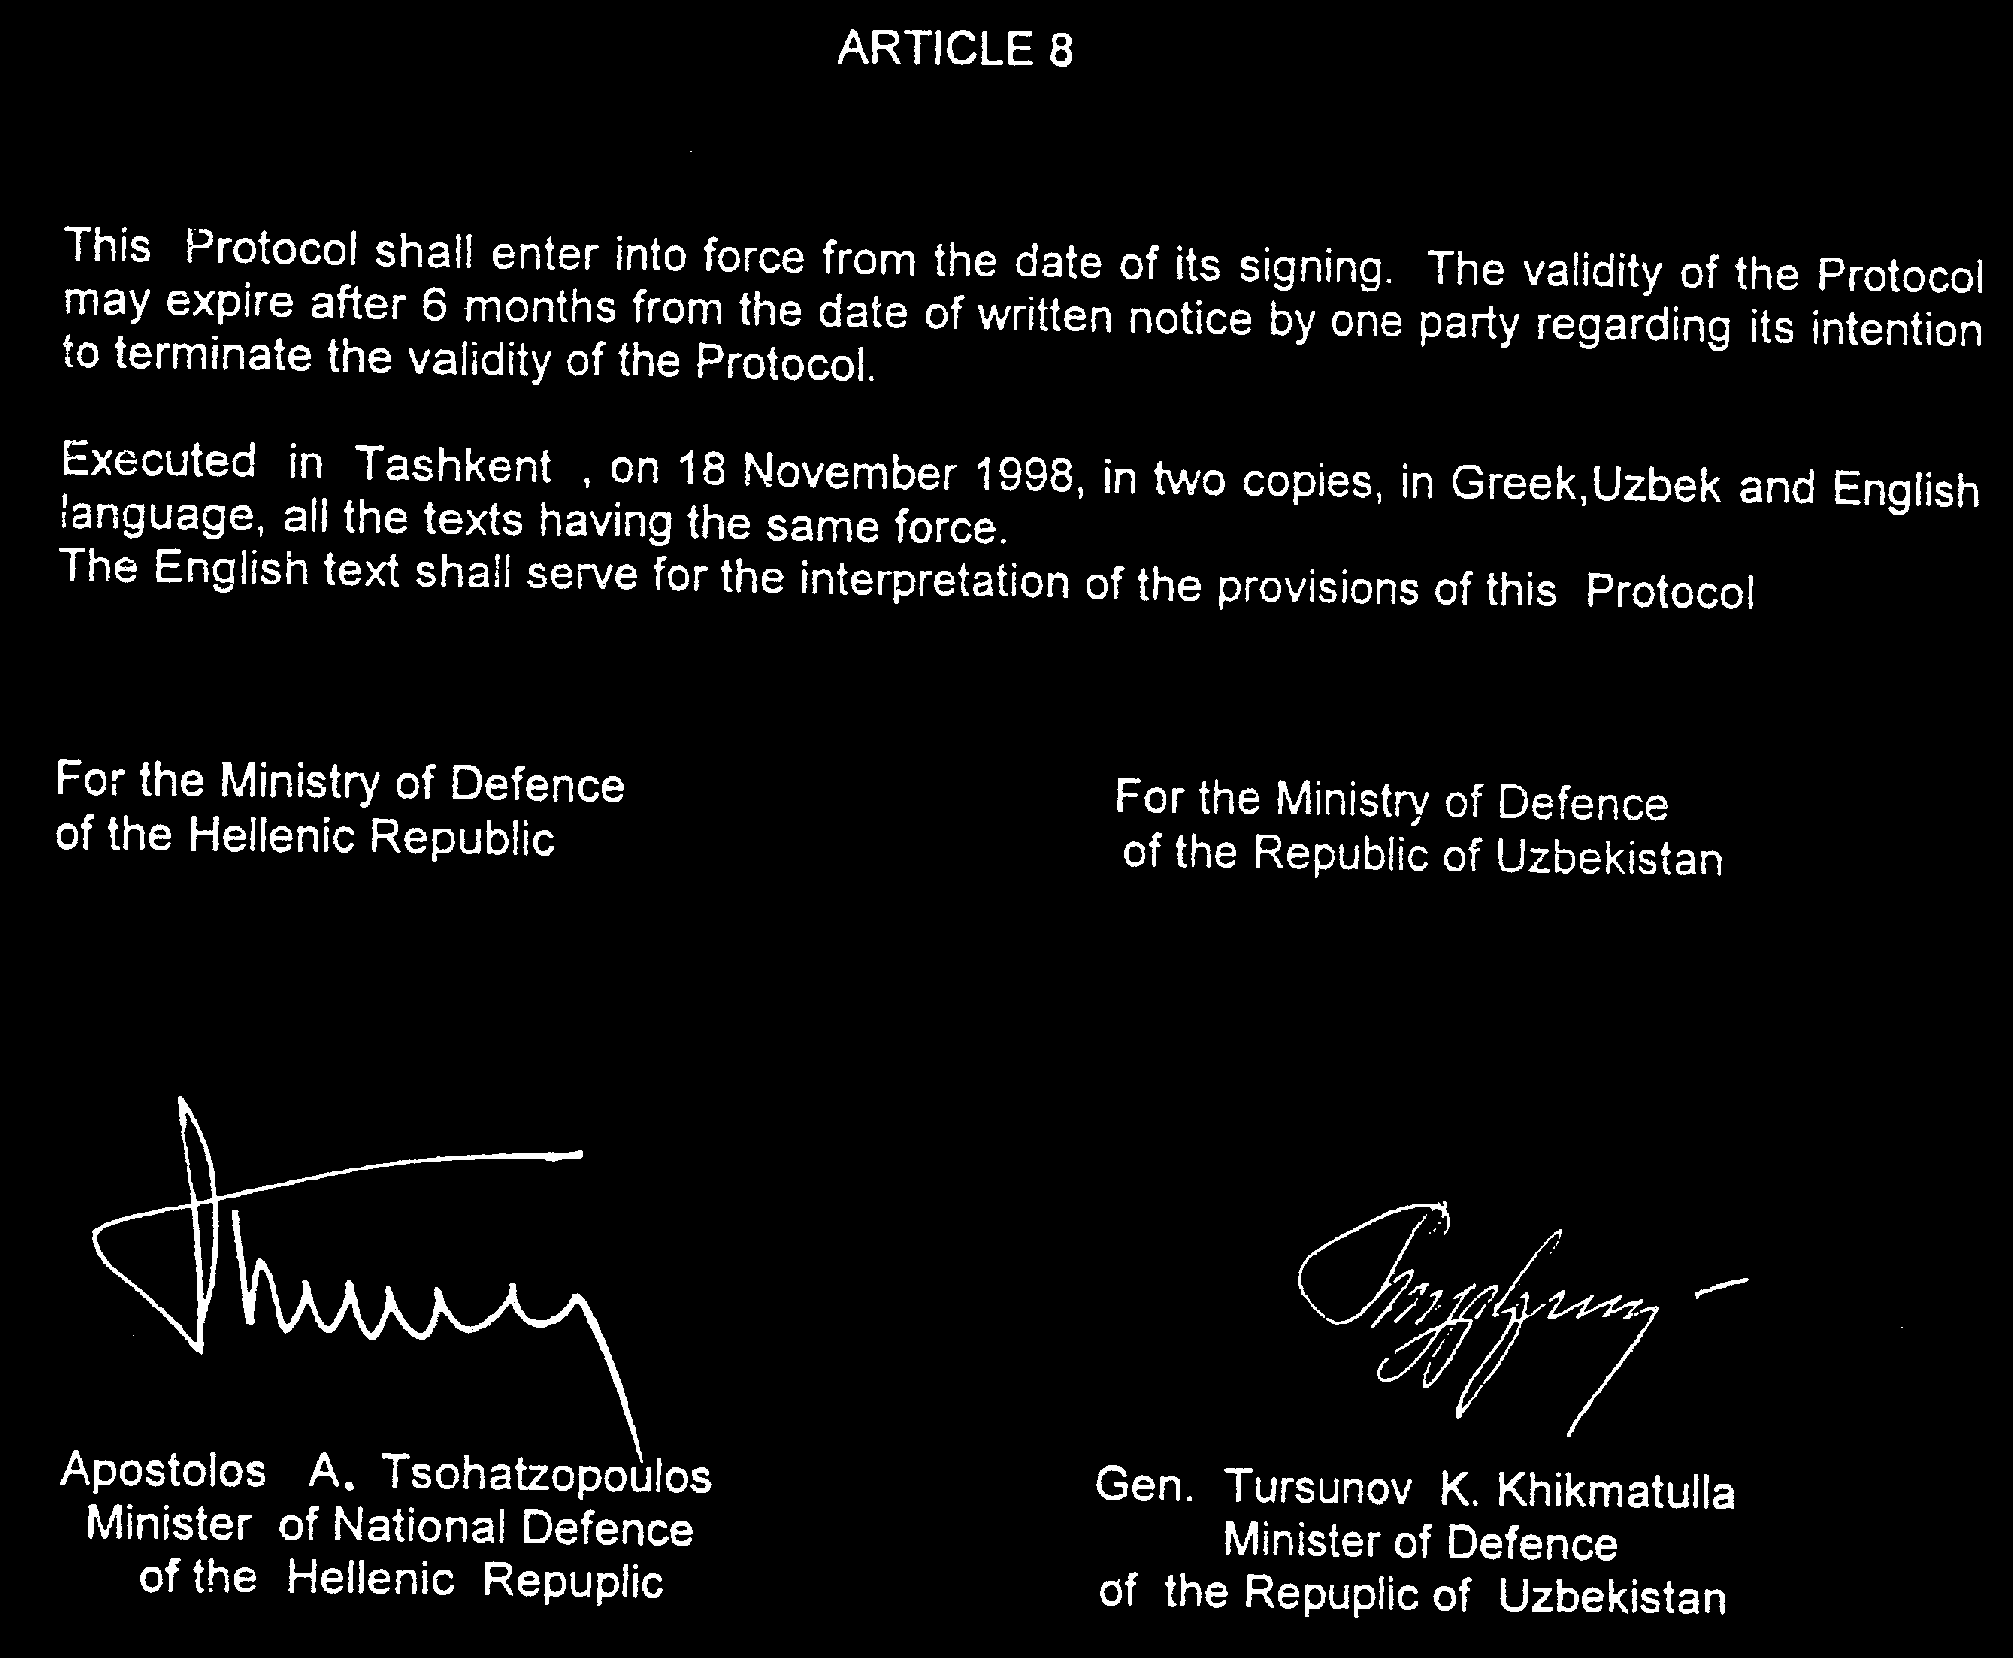 ARTICLE 8
This Protocol shall enter into force from the date of its signing. The validity of the Protocol
may expire after 6 months from the date of written notice by one party regarding its intention
to terminate the validity of the Protocol.
Executed in Tashkent , on 18 November 1998, in two copies, in Greek,Uzbek and English
language, all the texts having the same force.
The English text shall serve for the interpretation of the provisions of this Protocol
For the Ministry of Defence
of the Hellenic Republic
For the Ministry of Defence
of the Republic of Uzbekistan
Apostolos A. Tsohatzopoulos
Minister of National Defence
of the Hellenic Repuplic
Gen. Tursunov K. Khikmatulla
Minister of Defence
of the Repuplic of Uzbekistan